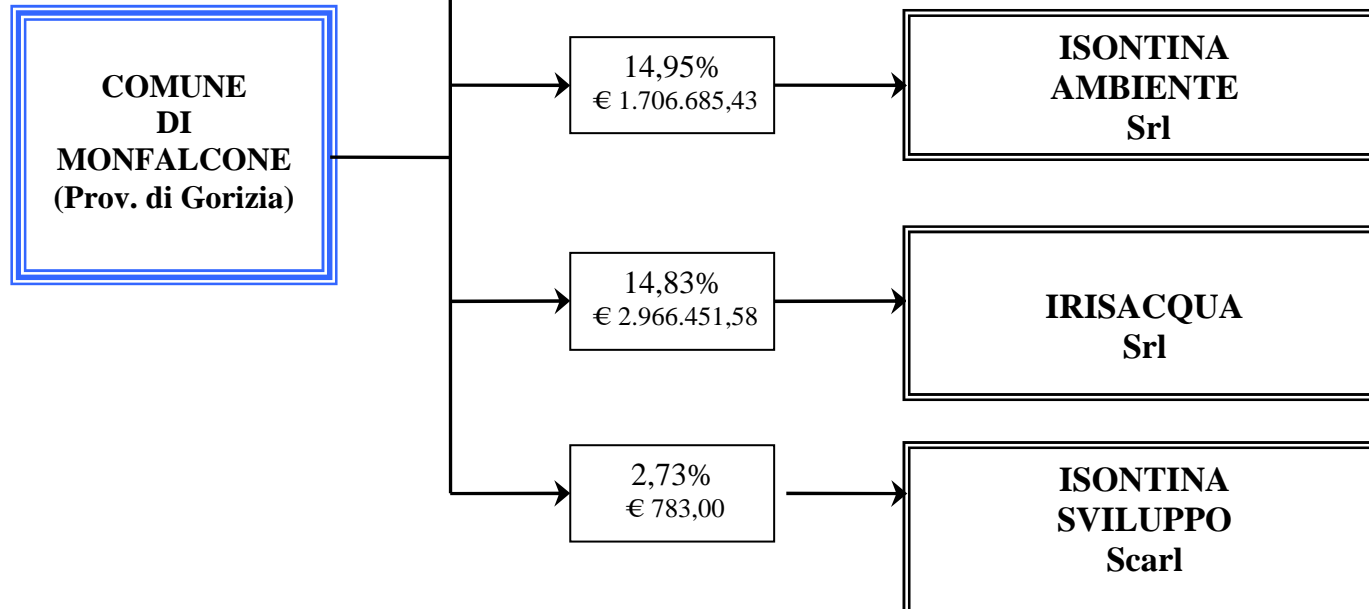 COMUNE
DI
MONFALCONE
(Prov. di Gorizia)
14,95%
€ 1.706.685,43
ISONTINA
AMBIENTE
Srl
14,83%
€ 2.966.451,58
IRISACQUA
Srl
2,73%
€ 783,00
ISONTINA
SVILUPPO
Scarl